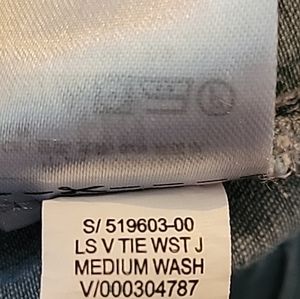 S/ 519603-00
LS V TIE WST J
MEDIUM WASH
V/000304787